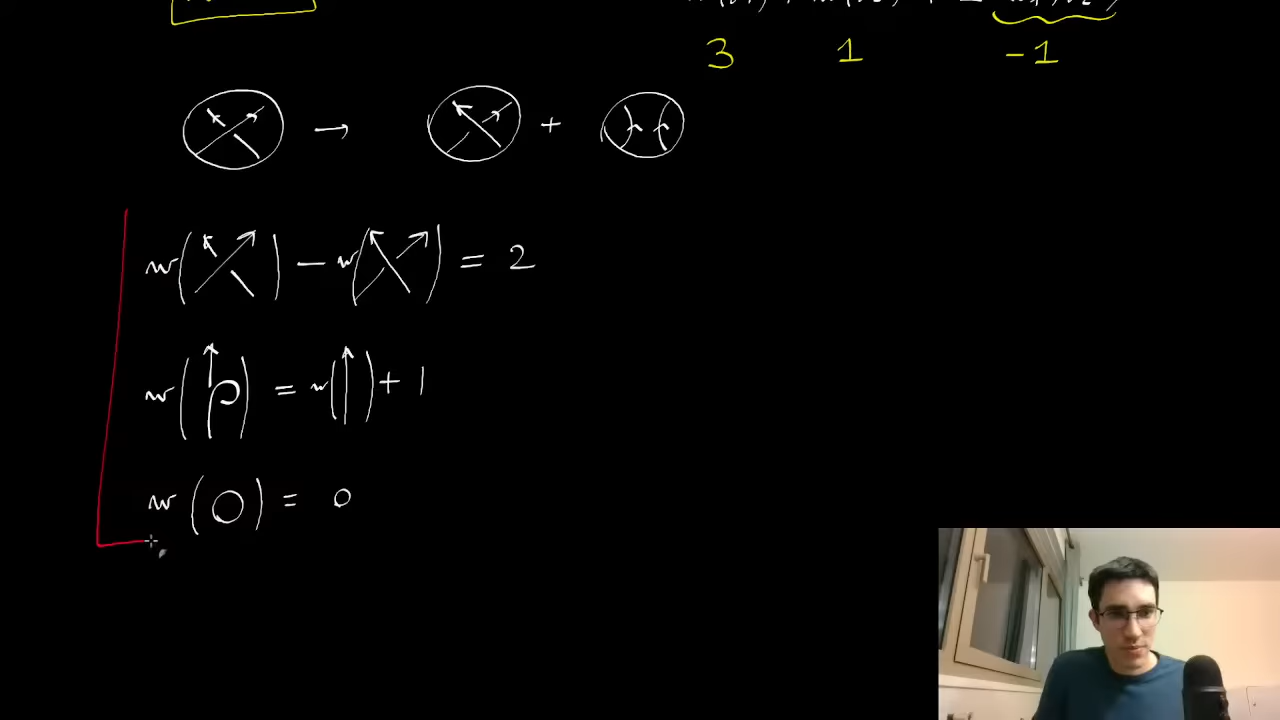 3 1 -1
→ +
w( ) - w( ) = 2
w( ) = w( ) + 1
w(O) = 0